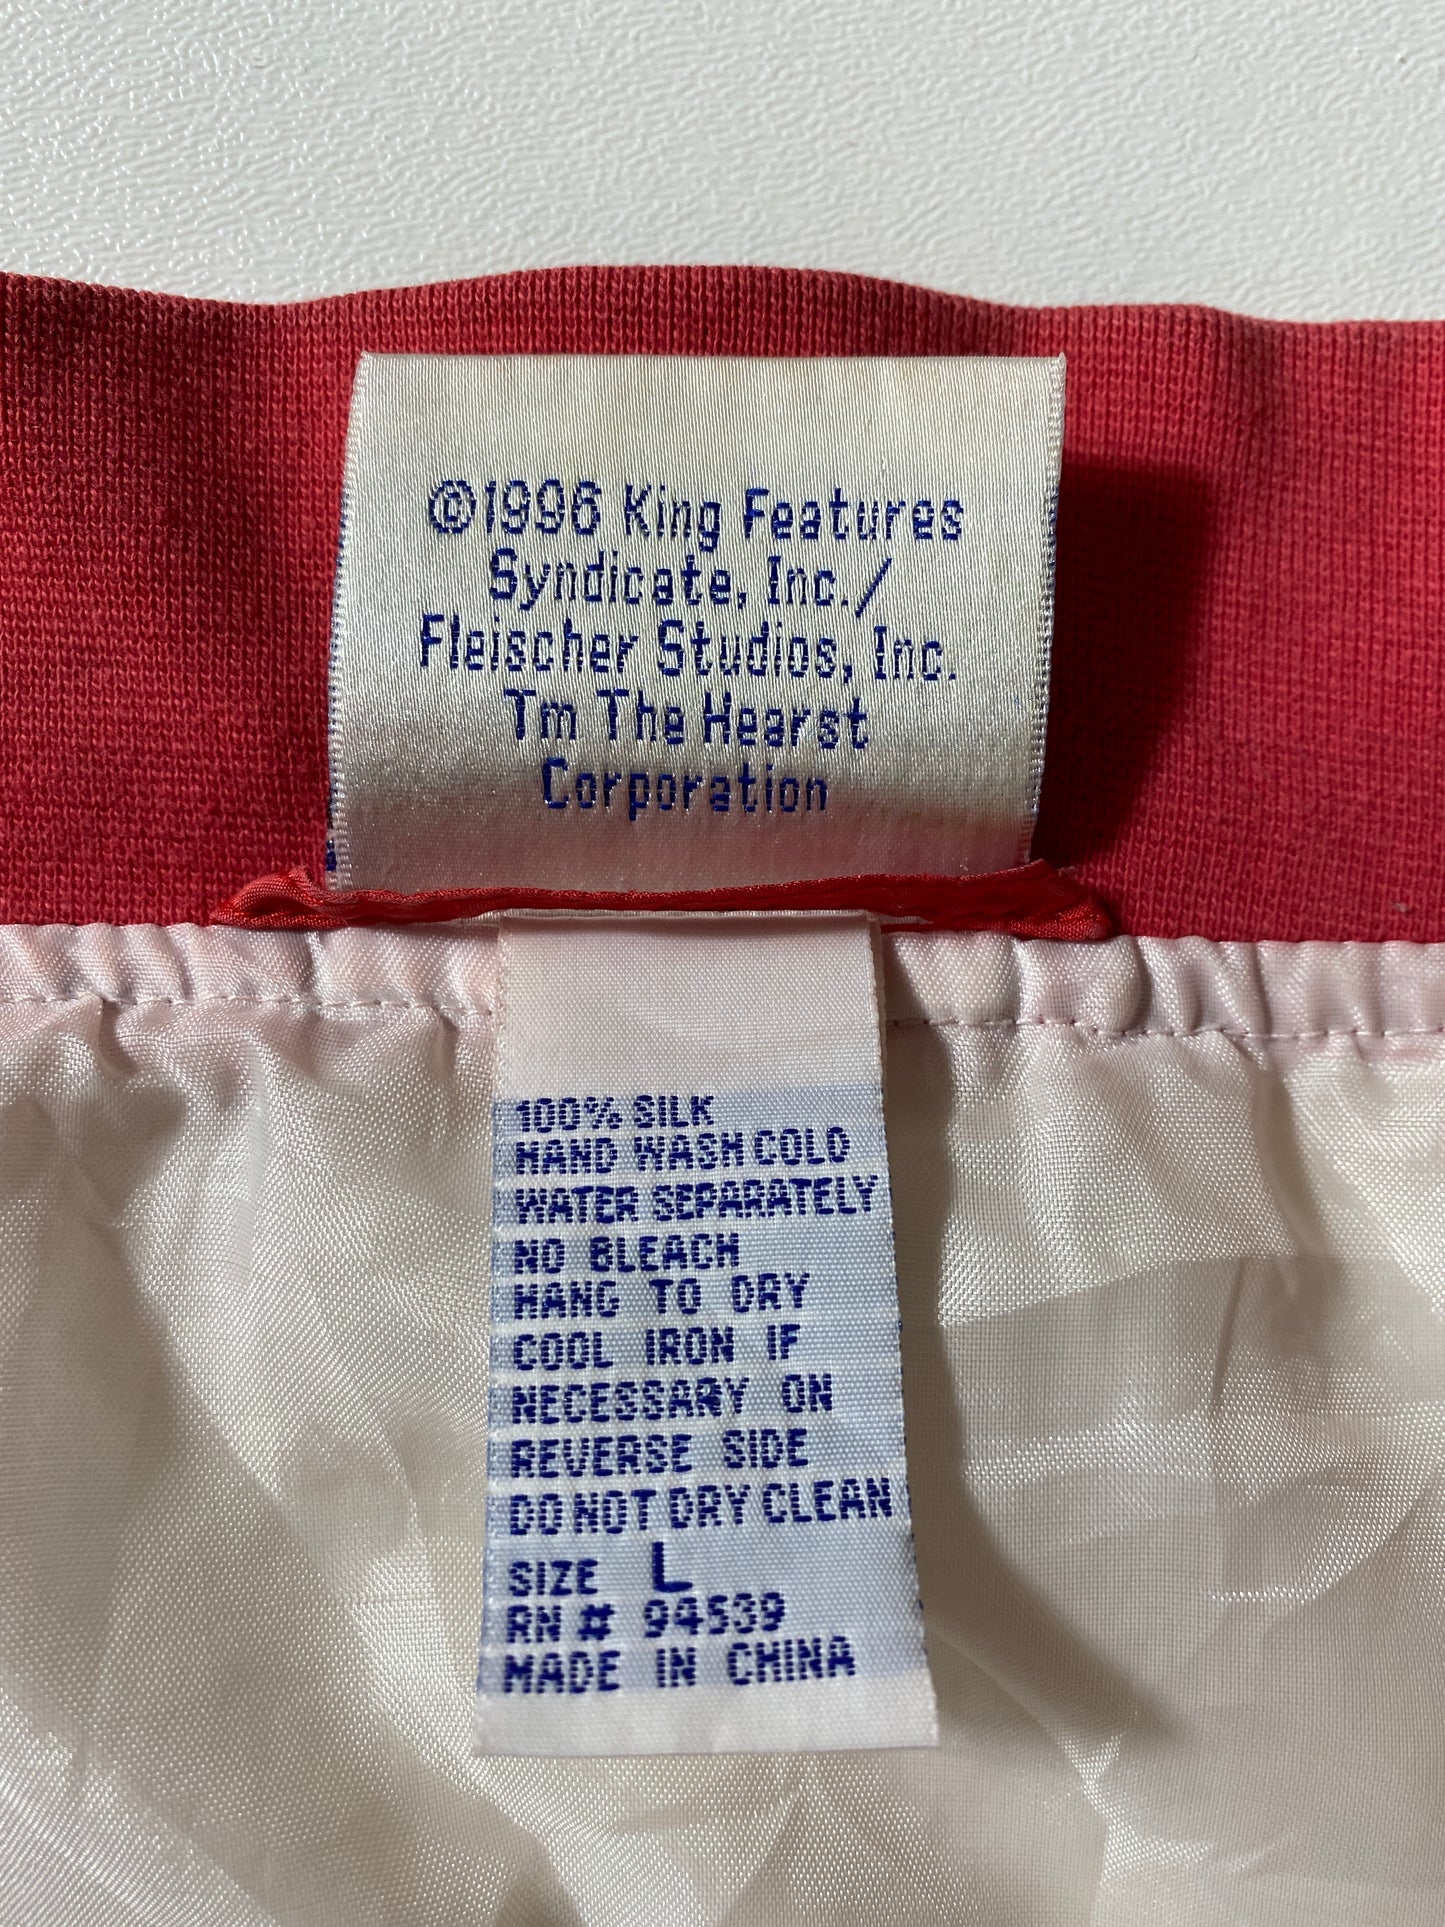 ©1996 King Features
Syndicate, Inc./
Fleischer Studios, Inc.
Tm The Hearst
Corporation
100% SILK
HAND WASH COLD
WATER SEPARATELY
NO BLEACH
HANG TO DRY
COOL IRON IF
NECESSARY ON
REVERSE SIDE
DO NOT DRY CLEAN
SIZE L
RN # 94539
MADE IN CHINA